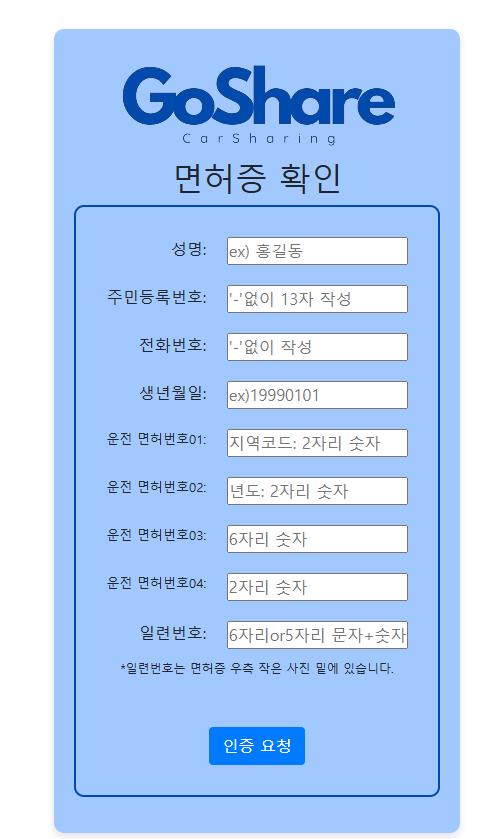 GoShare
CarSharing
면허증 확인
성명: ex) 홍길동
주민등록번호: '-'없이 13자 작성
전화번호: '-'없이 작성
생년월일: ex)19990101
운전 면허번호01: 지역코드: 2자리 숫자
운전 면허번호02: 년도: 2자리 숫자
운전 면허번호03: 6자리 숫자
운전 면허번호04: 2자리 숫자
일련번호: 6자리or5자리 문자+숫자
*일련번호는 면허증 우측 작은 사진 밑에 있습니다.
인증 요청